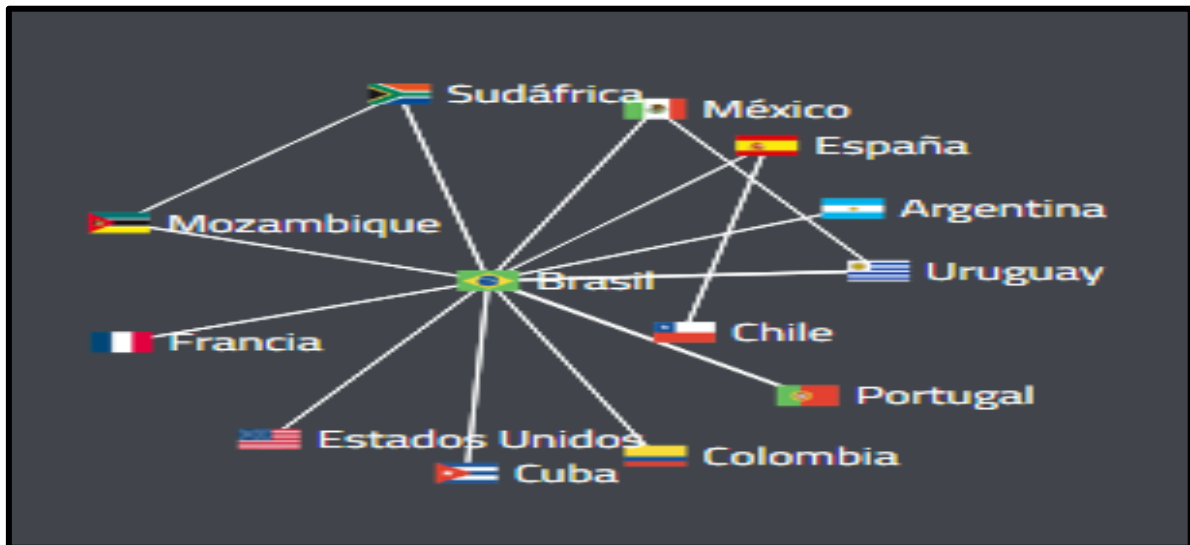 Sudáfrica
México
España
Argentina
Mozambique
Uruguay
Brasil
Chile
Francia
Portugal
Estados Unidos
Colombia
Cuba